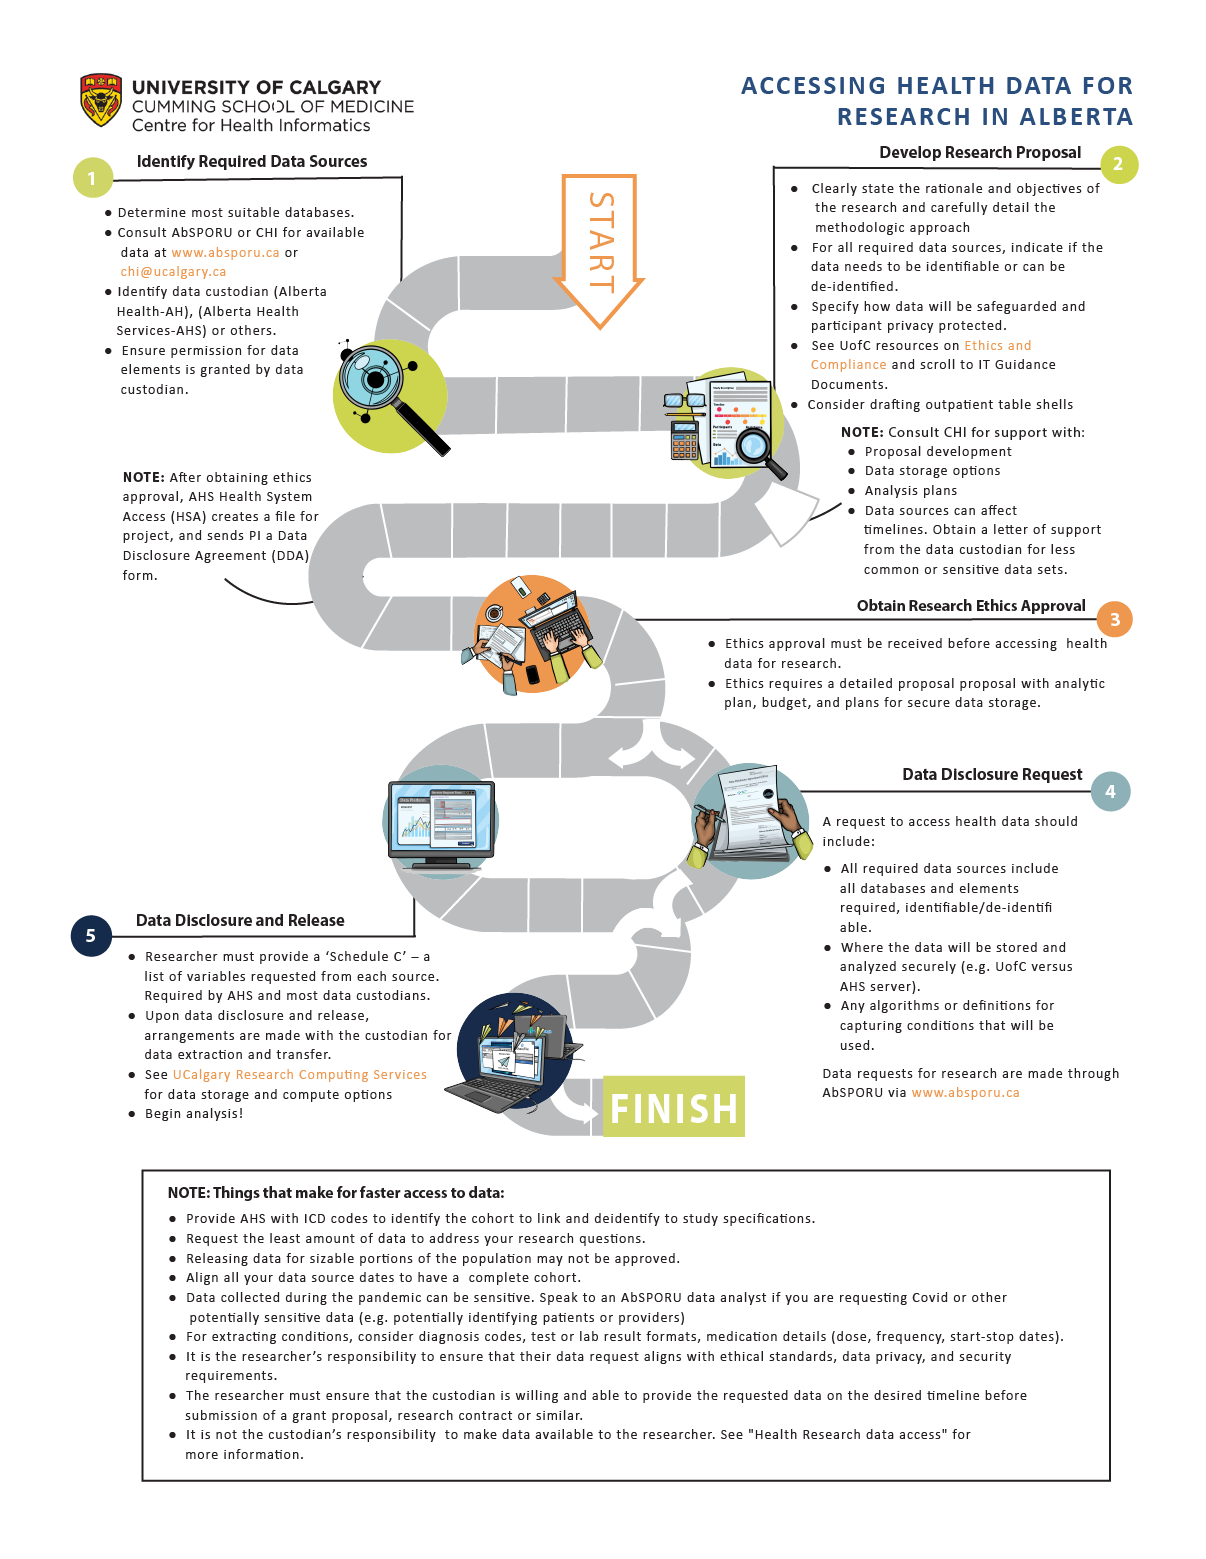 UNIVERSITY OF CALGARY
CUMMING SCHOOL OF MEDICINE
Centre for Health Informatics
ACCESSING HEALTH DATA FOR
RESEARCH IN ALBERTA
START
1
Identify Required Data Sources
● Determine most suitable databases.
● Consult AbSPORU or CHI for available
data at www.absporu.ca or
chi@ucalgary.ca
● Identify data custodian (Alberta
Health-AH), (Alberta Health
Services-AHS) or others.
● Ensure permission for data
elements is granted by data
custodian.
Develop Research Proposal
2
● Clearly state the rationale and objectives of
the research and carefully detail the
methodologic approach
● For all required data sources, indicate if the
data needs to be identifiable or can be
de-identified.
● Specify how data will be safeguarded and
participant privacy protected.
● See UofC resources on Ethics and
Compliance and scroll to IT Guidance
Documents.
● Consider drafting outpatient table shells
NOTE: Consult CHI for support with:
● Proposal development
● Data storage options
● Analysis plans
● Data sources can affect
timelines. Obtain a letter of support
from the data custodian for less
common or sensitive data sets.
NOTE: After obtaining ethics
approval, AHS Health System
Access (HSA) creates a file for
project, and sends PI a Data
Disclosure Agreement (DDA)
form.
Obtain Research Ethics Approval
3
● Ethics approval must be received before accessing  health
data for research.
● Ethics requires a detailed proposal proposal with analytic
plan, budget, and plans for secure data storage.
Data Disclosure Request
4
A request to access health data should
include:
● All required data sources include
all databases and elements
required, identifiable/de-identifi
able.
● Where the data will be stored and
analyzed securely (e.g. UofC versus
AHS server).
● Any algorithms or definitions for
capturing conditions that will be
used.
Data requests for research are made through
AbSPORU via www.absporu.ca
5
Data Disclosure and Release
● Researcher must provide a ‘Schedule C’ – a
list of variables requested from each source.
Required by AHS and most data custodians.
● Upon data disclosure and release,
arrangements are made with the custodian for
data extraction and transfer.
● See UCalgary Research Computing Services
for data storage and compute options
● Begin analysis!
FINISH
NOTE: Things that make for faster access to data:
● Provide AHS with ICD codes to identify the cohort to link and deidentify to study specifications.
● Request the least amount of data to address your research questions.
● Releasing data for sizable portions of the population may not be approved.
● Align all your data source dates to have a  complete cohort.
● Data collected during the pandemic can be sensitive. Speak to an AbSPORU data analyst if you are requesting Covid or other
potentially sensitive data (e.g. potentially identifying patients or providers)
● For extracting conditions, consider diagnosis codes, test or lab result formats, medication details (dose, frequency, start-stop dates).
● It is the researcher’s responsibility to ensure that their data request aligns with ethical standards, data privacy, and security
requirements.
● The researcher must ensure that the custodian is willing and able to provide the requested data on the desired timeline before
submission of a grant proposal, research contract or similar.
● It is not the custodian’s responsibility  to make data available to the researcher. See "Health Research data access" for
more information.